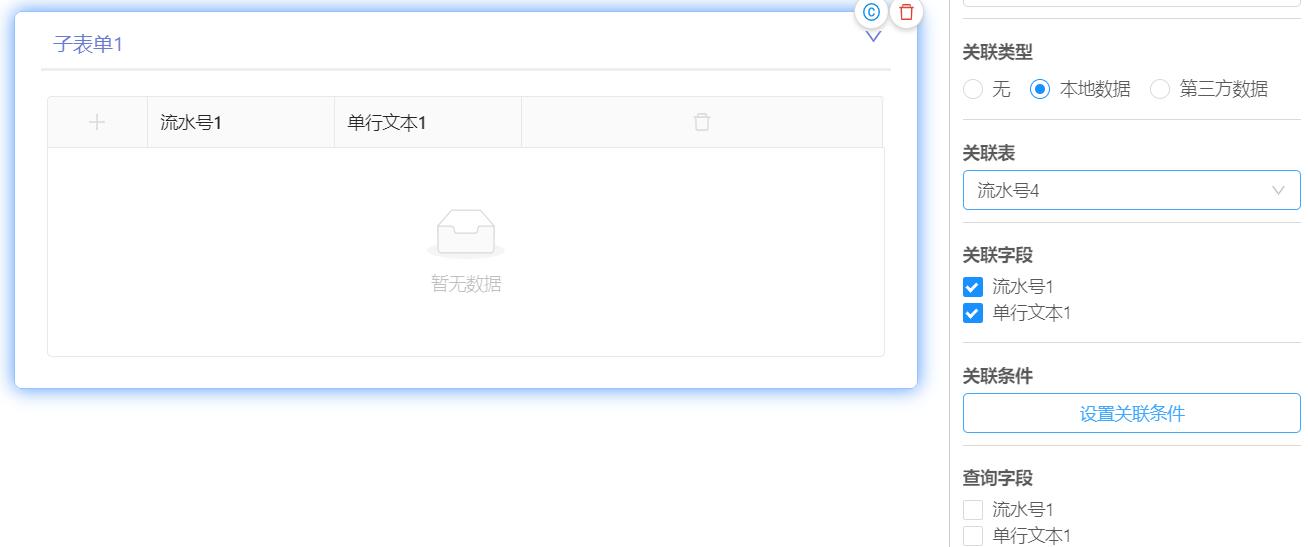 子表单1
流水号1 单行文本1
暂无数据
关联类型
无 本地数据 第三方数据
关联表
流水号4
关联字段
流水号1
单行文本1
关联条件
设置关联条件
查询字段
流水号1
单行文本1